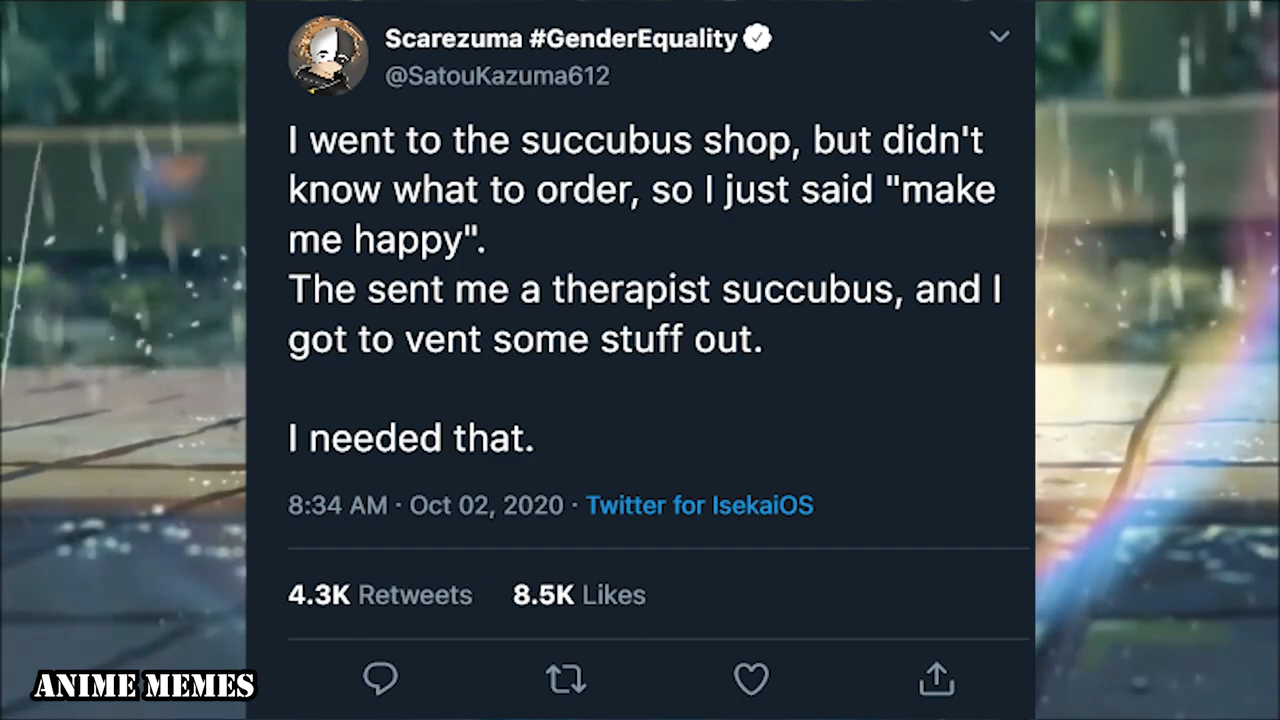 Scarezuma #GenderEquality
@SatouKazuma612
I went to the succubus shop, but didn't
know what to order, so I just said "make
me happy".
The sent me a therapist succubus, and I
got to vent some stuff out.
I needed that.
8:34 AM · Oct 02, 2020 · Twitter for IsekaiOS
4.3K Retweets 8.5K Likes
ANIME MEMES